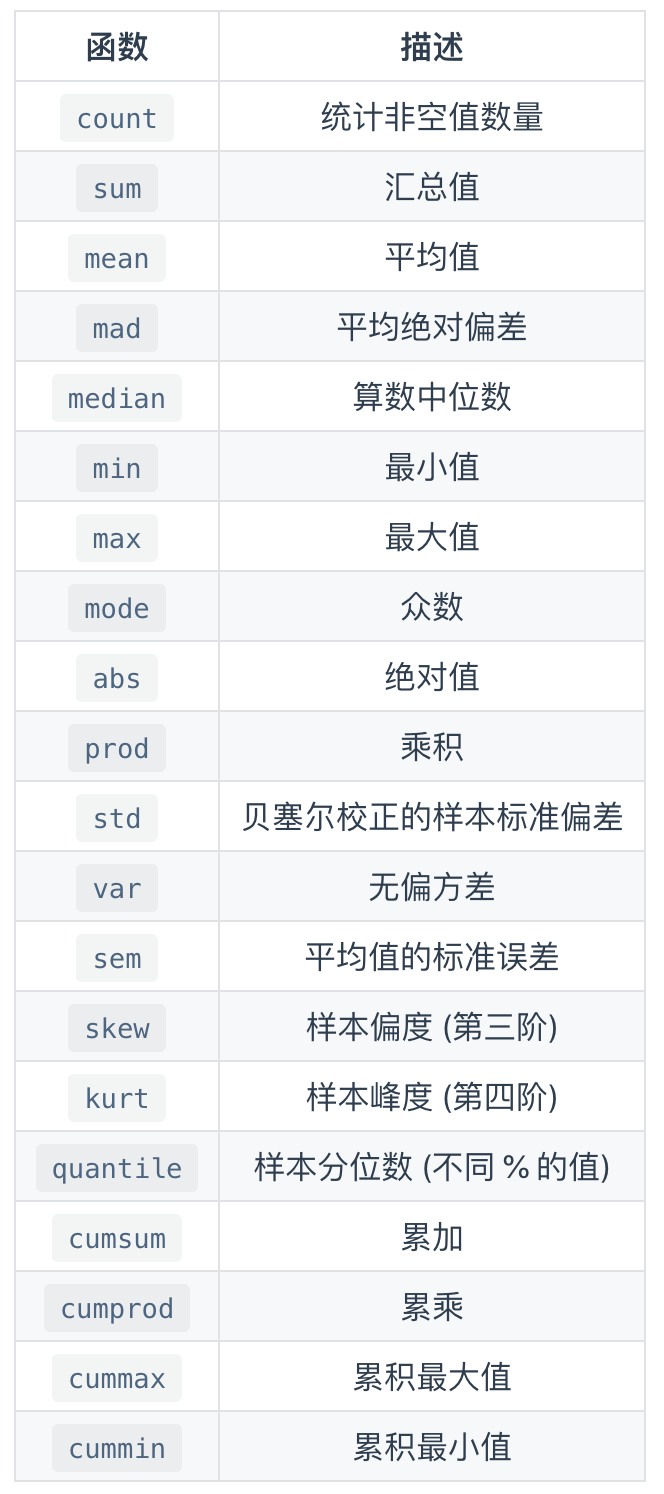 函数 描述
count 统计非空值数量
sum 汇总值
mean 平均值
mad 平均绝对偏差
median 算数中位数
min 最小值
max 最大值
mode 众数
abs 绝对值
prod 乘积
std 贝塞尔校正的样本标准偏差
var 无偏方差
sem 平均值的标准误差
skew 样本偏度 (第三阶)
kurt 样本峰度 (第四阶)
quantile 样本分位数 (不同 % 的值)
cumsum 累加
cumprod 累乘
cummax 累积最大值
cummin 累积最小值